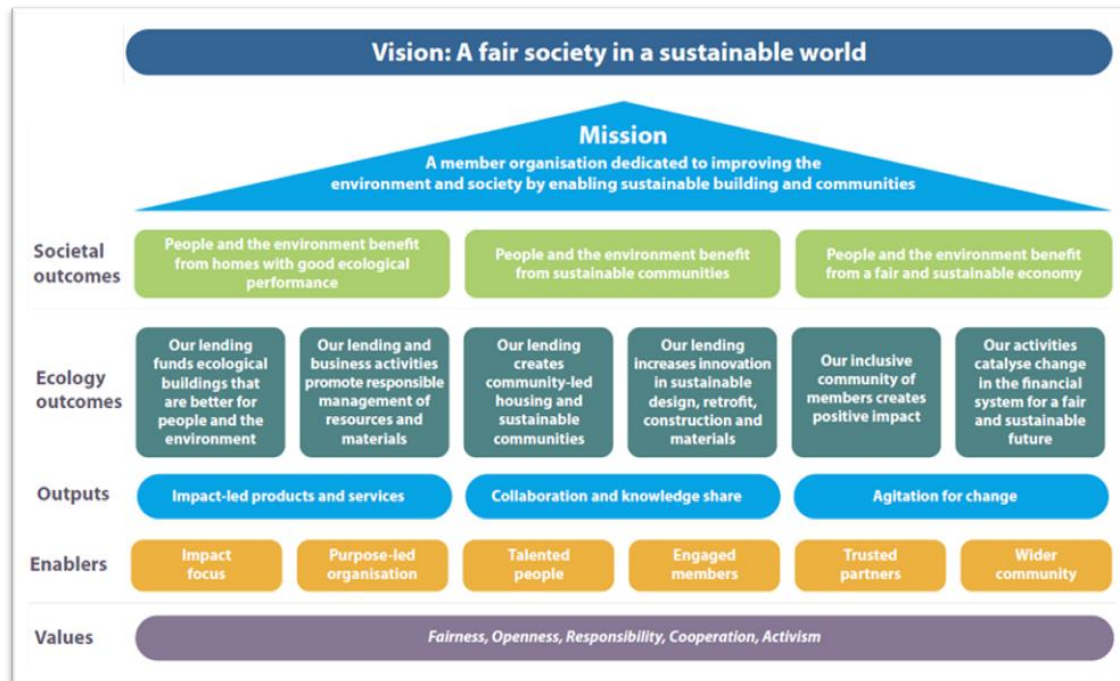 Vision: A fair society in a sustainable world
Mission
A member organisation dedicated to improving the
environment and society by enabling sustainable building and communities
Societal
outcomes
People and the environment benefit
from homes with good ecological
performance
People and the environment benefit
from sustainable communities
People and the environment benefit
from a fair and sustainable economy
Ecology
outcomes
Our lending
funds ecological
buildings that
are better for
people and the
environment
Our lending and
business activities
promote responsible
management of
resources and
materials
Our lending
creates
community-led
housing and
sustainable
communities
Our lending
increases innovation
in sustainable
design, retrofit,
construction and
materials
Our inclusive
community of
members creates
positive impact
Our activities
catalyse change
in the financial
system for a fair
and sustainable
future
Outputs
Impact-led products and services
Collaboration and knowledge share
Agitation for change
Enablers
Impact
focus
Purpose-led
organisation
Talented
people
Engaged
members
Trusted
partners
Wider
community
Values
Fairness, Openness, Responsibility, Cooperation, Activism